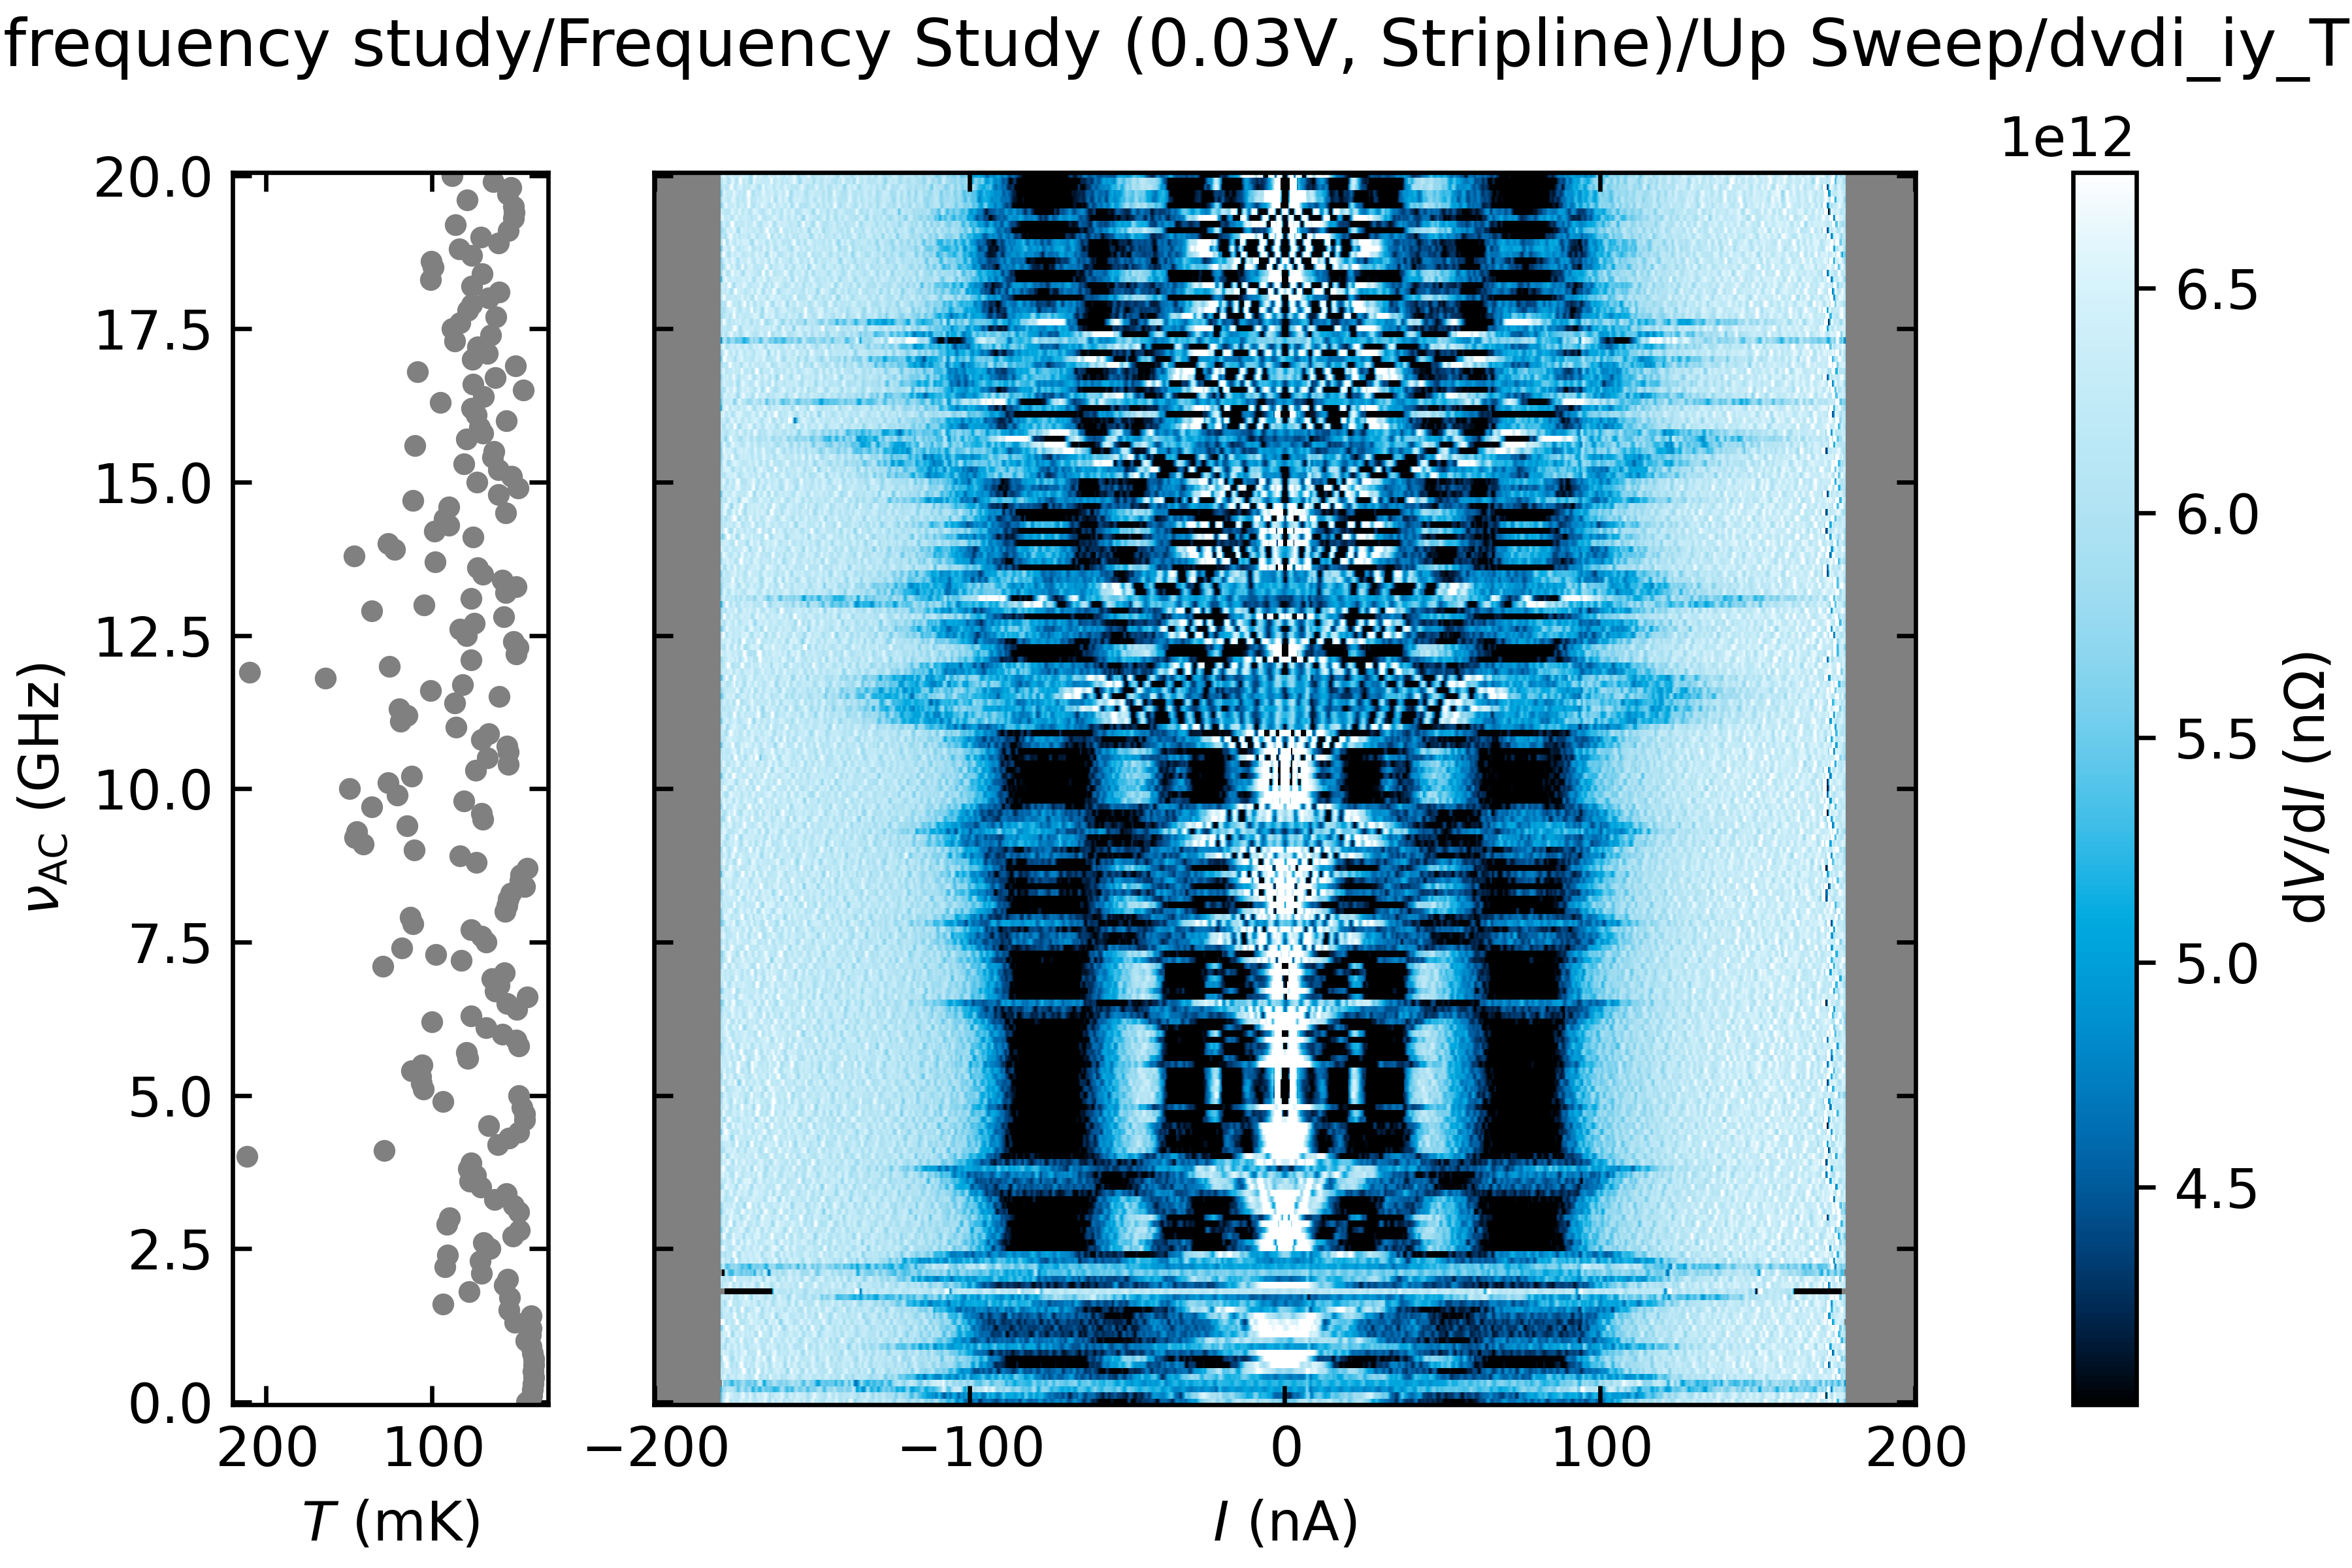 frequency study/Frequency Study (0.03V, Stripline)/Up Sweep/dvdi_iy_T
1e12
20.0
17.5
15.0
12.5
10.0
7.5
5.0
2.5
0.0
νAC (GHz)
200 100
T (mK)
−200 −100 0 100 200
I (nA)
6.5
6.0
5.5
5.0
4.5
dV/dI (nΩ)